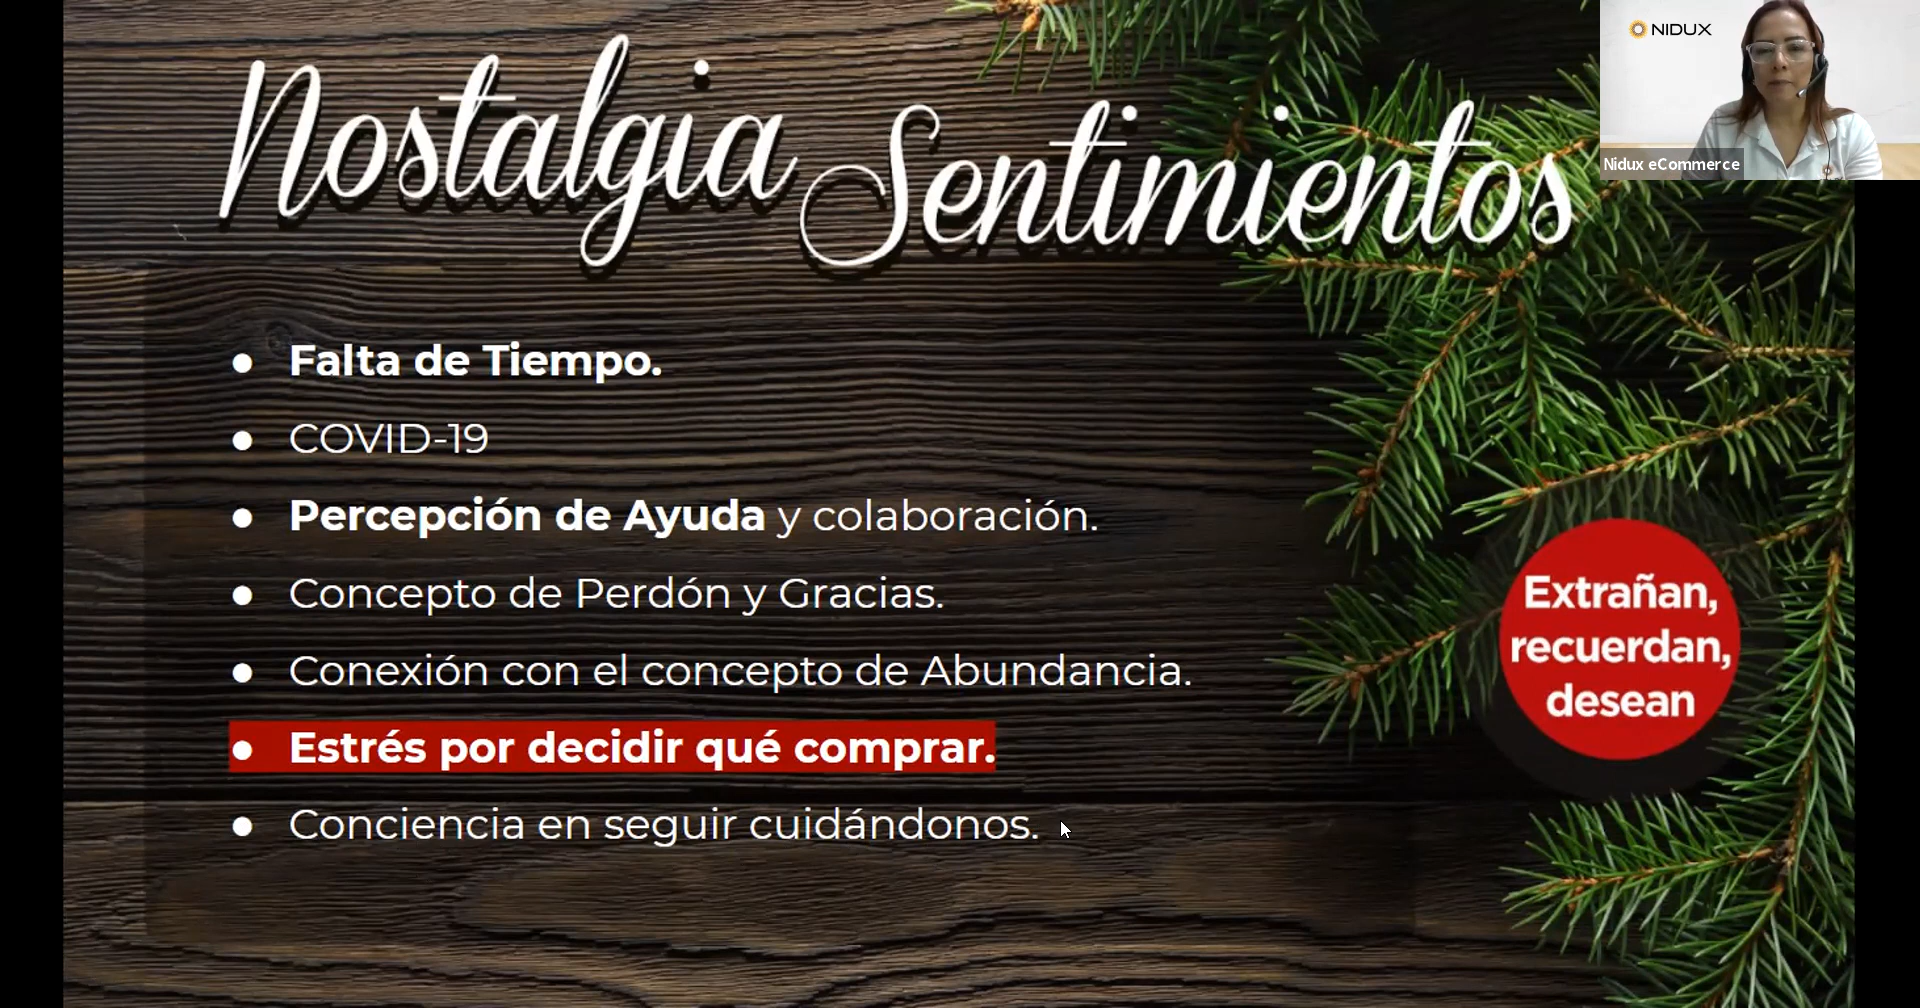 Nostalgia Sentimientos
NIDUX
Nidux eCommerce
● Falta de Tiempo.
● COVID-19
● Percepción de Ayuda y colaboración.
● Concepto de Perdón y Gracias.
● Conexión con el concepto de Abundancia.
● Estrés por decidir qué comprar.
● Conciencia en seguir cuidándonos.
Extrañan,
recuerdan,
desean